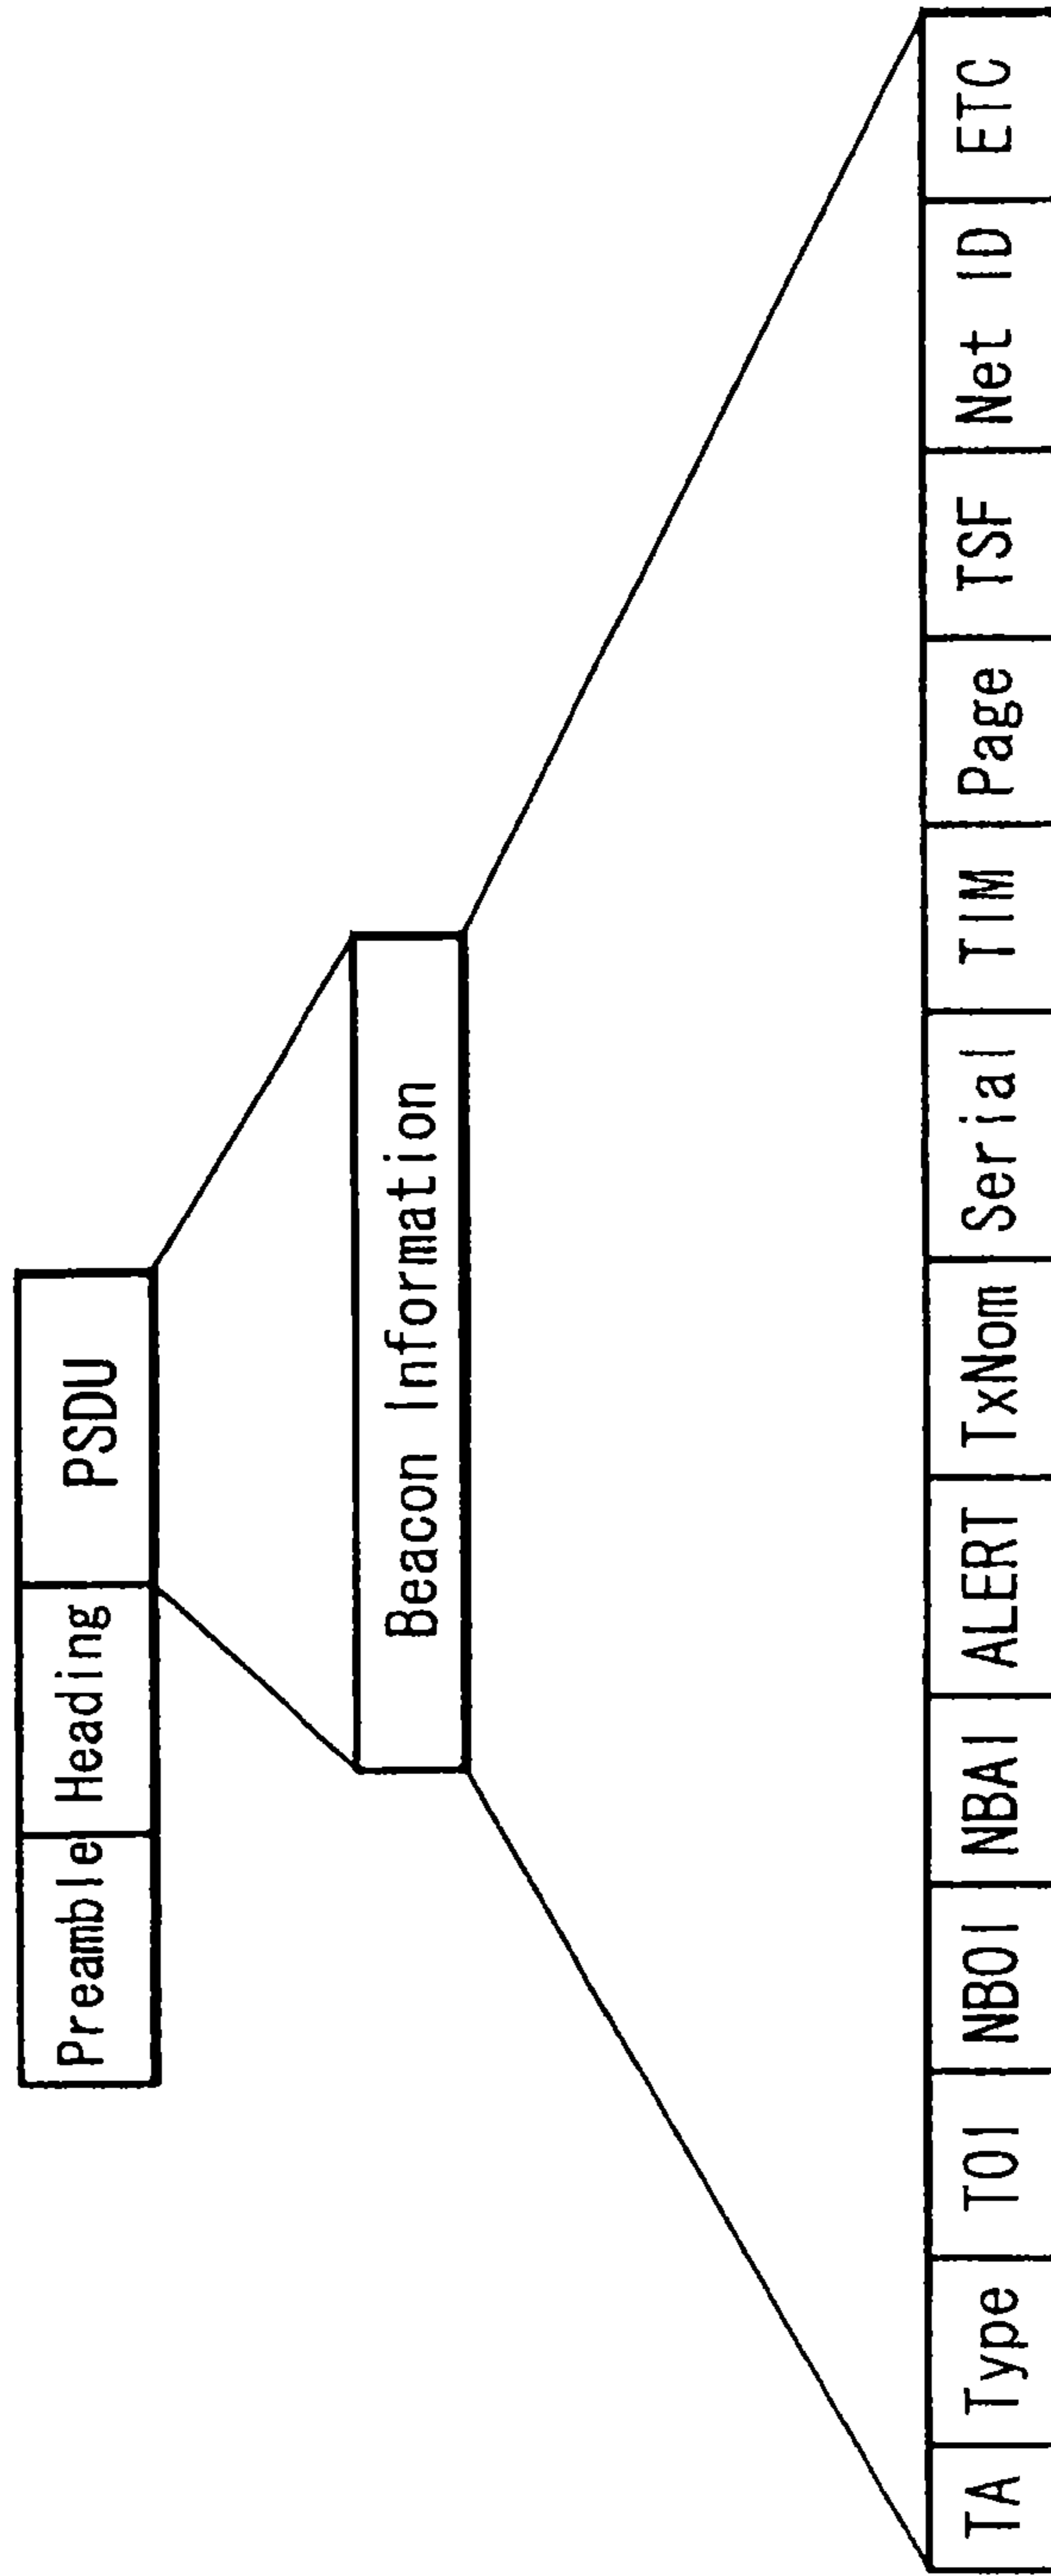 Preamble Heading PSDU
Beacon Information
TA Type TOI NBOI NBAI ALERT TxNom Serial TIM Page TSF Net ID ETC